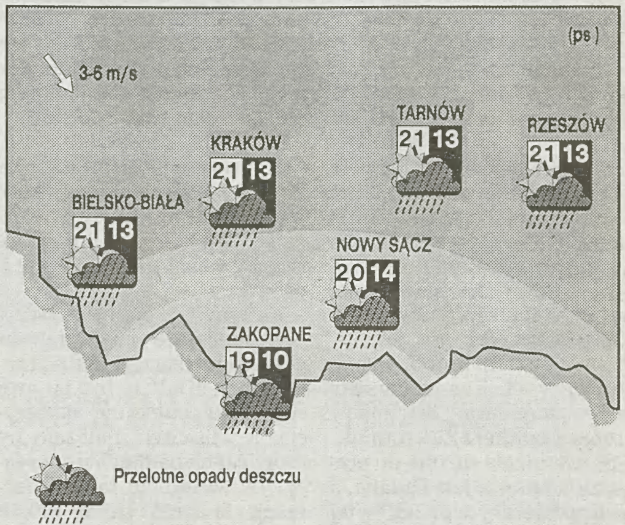 (ps)
3-6 m/s
TARNÓW
21 13
RZESZÓW
21 13
KRAKÓW
21 13
BIELSKO-BIAŁA
21 13
NOWY SĄCZ
20 14
ZAKOPANE
19 10
Przelotne opady deszczu